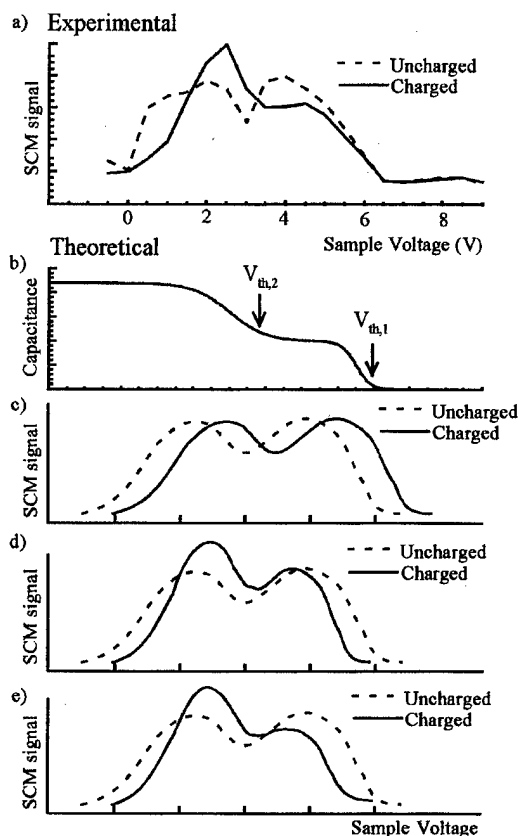 a) Experimental
SCM signal
Uncharged
Charged
0 2 4 6 8
Sample Voltage (V)
Theoretical
b)
Capacitance
Vth,2
Vth,1
c)
SCM signal
Uncharged
Charged
d)
SCM signal
Uncharged
Charged
e)
SCM signal
Uncharged
Charged
Sample Voltage